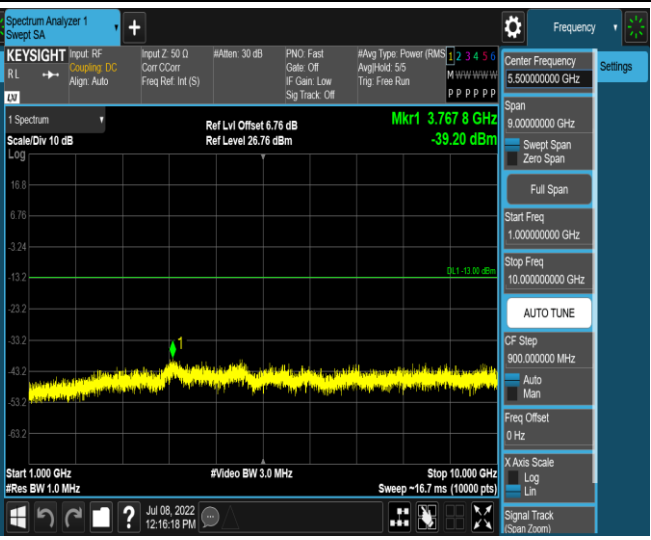 Spectrum Analyzer 1
Swept SA
Frequency
KEYSIGHT
RL
LXI
Input: RF
Coupling: DC
Align: Auto
Input Z: 50 Ω
Corr CCorr
Freq Ref: Int (S)
#Atten: 30 dB
PNO: Fast
Gate: Off
IF Gain: Low
Sig Track: Off
#Avg Type: Power (RMS
Avg|Hold: 5/5
Trig: Free Run
1 2 3 4 5 6
M W W W W W
P P P P P P
Settings
1 Spectrum
Scale/Div 10 dB
Log
Ref Lvl Offset 6.76 dB
Ref Level 26.76 dBm
Mkr1 3.767 8 GHz
-39.20 dBm
16.8
6.76
-3.24
-13.2
-23.2
-33.2
-43.2
-53.2
-63.2
DL1 -13.00 dBm
1
Start 1.000 GHz
#Res BW 1.0 MHz
#Video BW 3.0 MHz
Stop 10.000 GHz
Sweep ~16.7 ms (10000 pts)
Center Frequency
5.500000000 GHz
Span
9.00000000 GHz
Swept Span
Zero Span
Full Span
Start Freq
1.000000000 GHz
Stop Freq
10.000000000 GHz
AUTO TUNE
CF Step
900.000000 MHz
Auto
Man
Freq Offset
0 Hz
X Axis Scale
Log
Lin
Signal Track
(Span Zoom)
?
Jul 08, 2022
12:16:18 PM